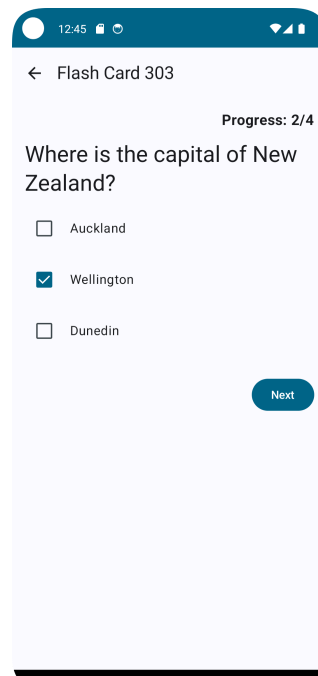 12:45
Flash Card 303
Progress: 2/4
Where is the capital of New
Zealand?
Auckland
Wellington
Dunedin
Next